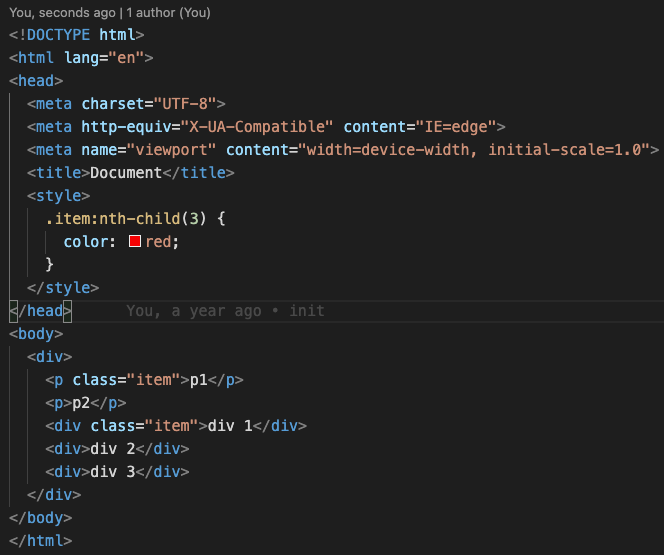 You, seconds ago | 1 author (You)
<!DOCTYPE html>
<html lang="en">
<head>
  <meta charset="UTF-8">
  <meta http-equiv="X-UA-Compatible" content="IE=edge">
  <meta name="viewport" content="width=device-width, initial-scale=1.0">
  <title>Document</title>
  <style>
    .item:nth-child(3) {
      color: red;
    }
  </style>
</head>      You, a year ago • init
<body>
  <div>
    <p class="item">p1</p>
    <p>p2</p>
    <div class="item">div 1</div>
    <div>div 2</div>
    <div>div 3</div>
  </div>
</body>
</html>